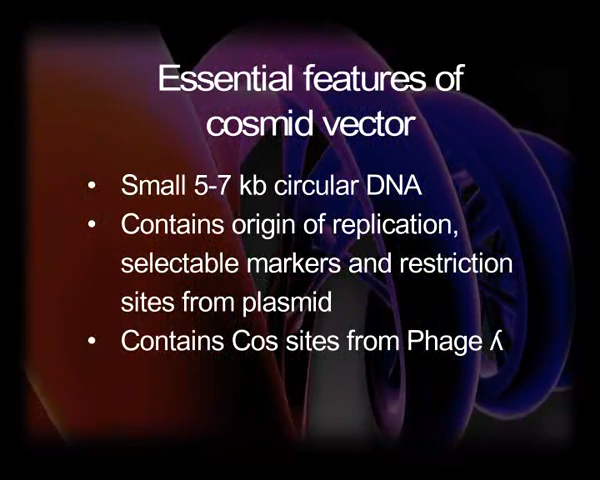 Essential features of
cosmid vector
• Small 5-7 kb circular DNA
• Contains origin of replication,
selectable markers and restriction
sites from plasmid
• Contains Cos sites from Phage ʎ